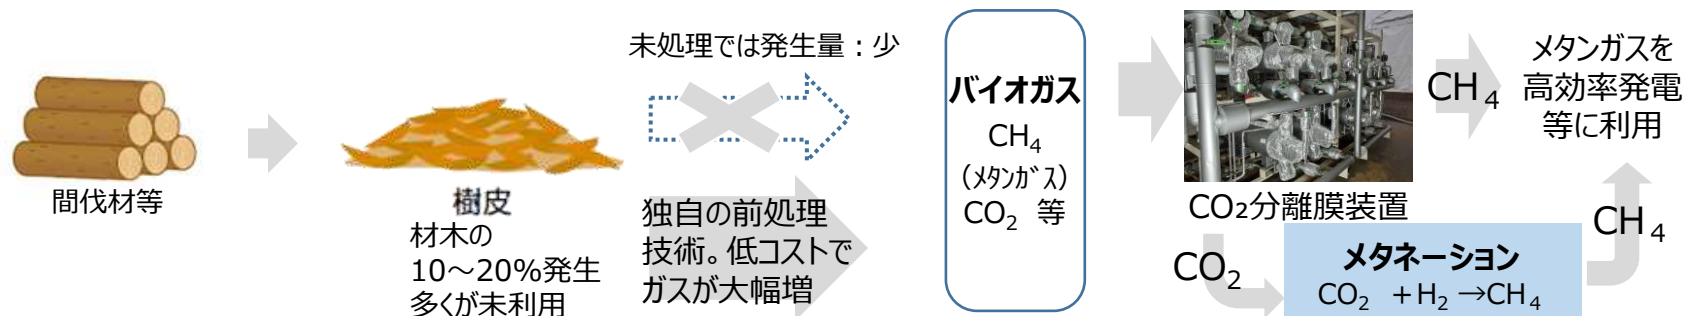 間伐材等
樹皮
材木の
10～20%発生
多くが未利用
未処理では発生量：少
独自の前処理
技術。低コストで
ガスが大幅増
バイオガス
CH₄
（ﾒﾀﾝｶﾞｽ）
CO₂ 等
CO₂分離膜装置
CH₄
メタンガスを
高効率発電
等に利用
CO₂
メタネーション
CO₂ ＋H₂ →CH₄
CH₄